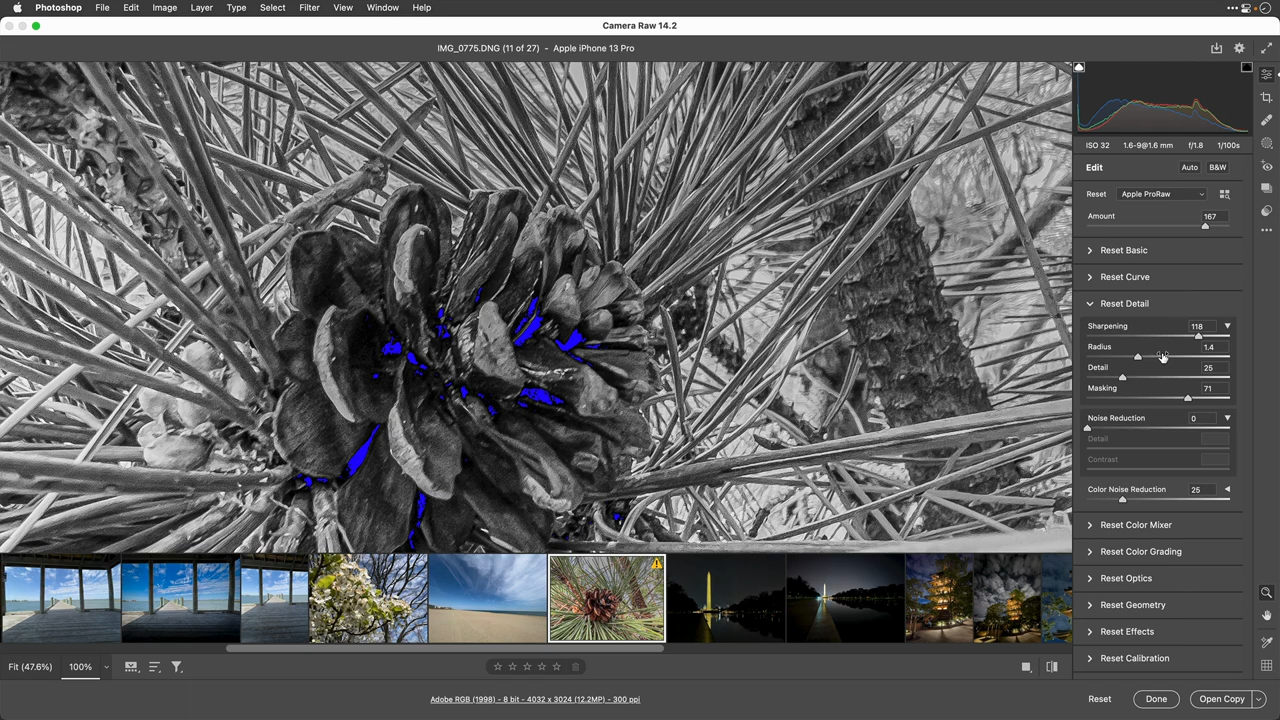 Photoshop File Edit Image Layer Type Select Filter View Window Help
Camera Raw 14.2
IMG_0775.DNG (11 of 27) - Apple iPhone 13 Pro
ISO 32 1.6-9@1.6 mm f/1.8 1/100s
Edit Auto B&W
Reset Apple ProRaw
Amount 167
Reset Basic
Reset Curve
Reset Detail
Sharpening 118
Radius 1.4
Detail 25
Masking 71
Noise Reduction 0
Detail
Contrast
Color Noise Reduction 25
Reset Color Mixer
Reset Color Grading
Reset Optics
Reset Geometry
Reset Effects
Reset Calibration
Fit (47.6%) 100%
Adobe RGB (1998) - 8 bit - 4032 x 3024 (12.2MP) - 300 ppi
Reset Done Open Copy